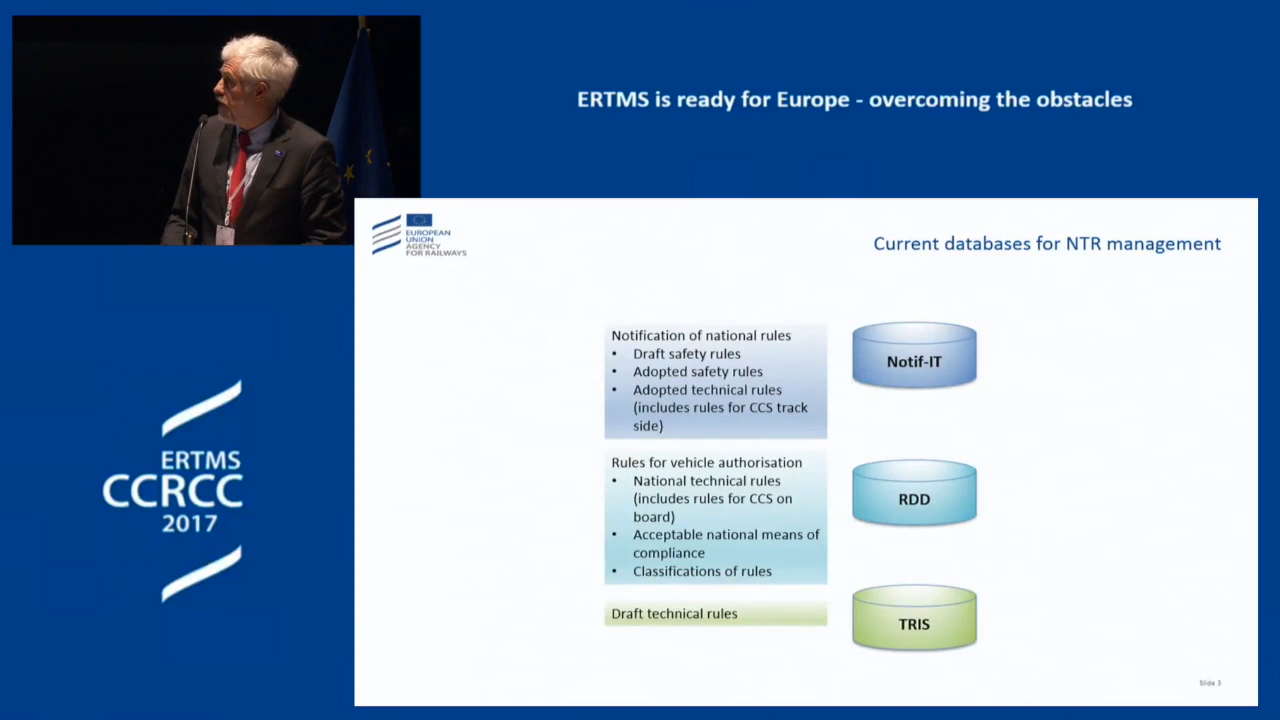 ERTMS is ready for Europe - overcoming the obstacles
EUROPEAN
UNION
AGENCY
FOR RAILWAYS
Current databases for NTR management
Notification of national rules
• Draft safety rules
• Adopted safety rules
• Adopted technical rules
(includes rules for CCS track
side)
Notif-IT
Rules for vehicle authorisation
• National technical rules
(includes rules for CCS on
board)
• Acceptable national means of
compliance
• Classifications of rules
RDD
Draft technical rules
TRIS
Slide 3
ERTMS
CCRCC
2017